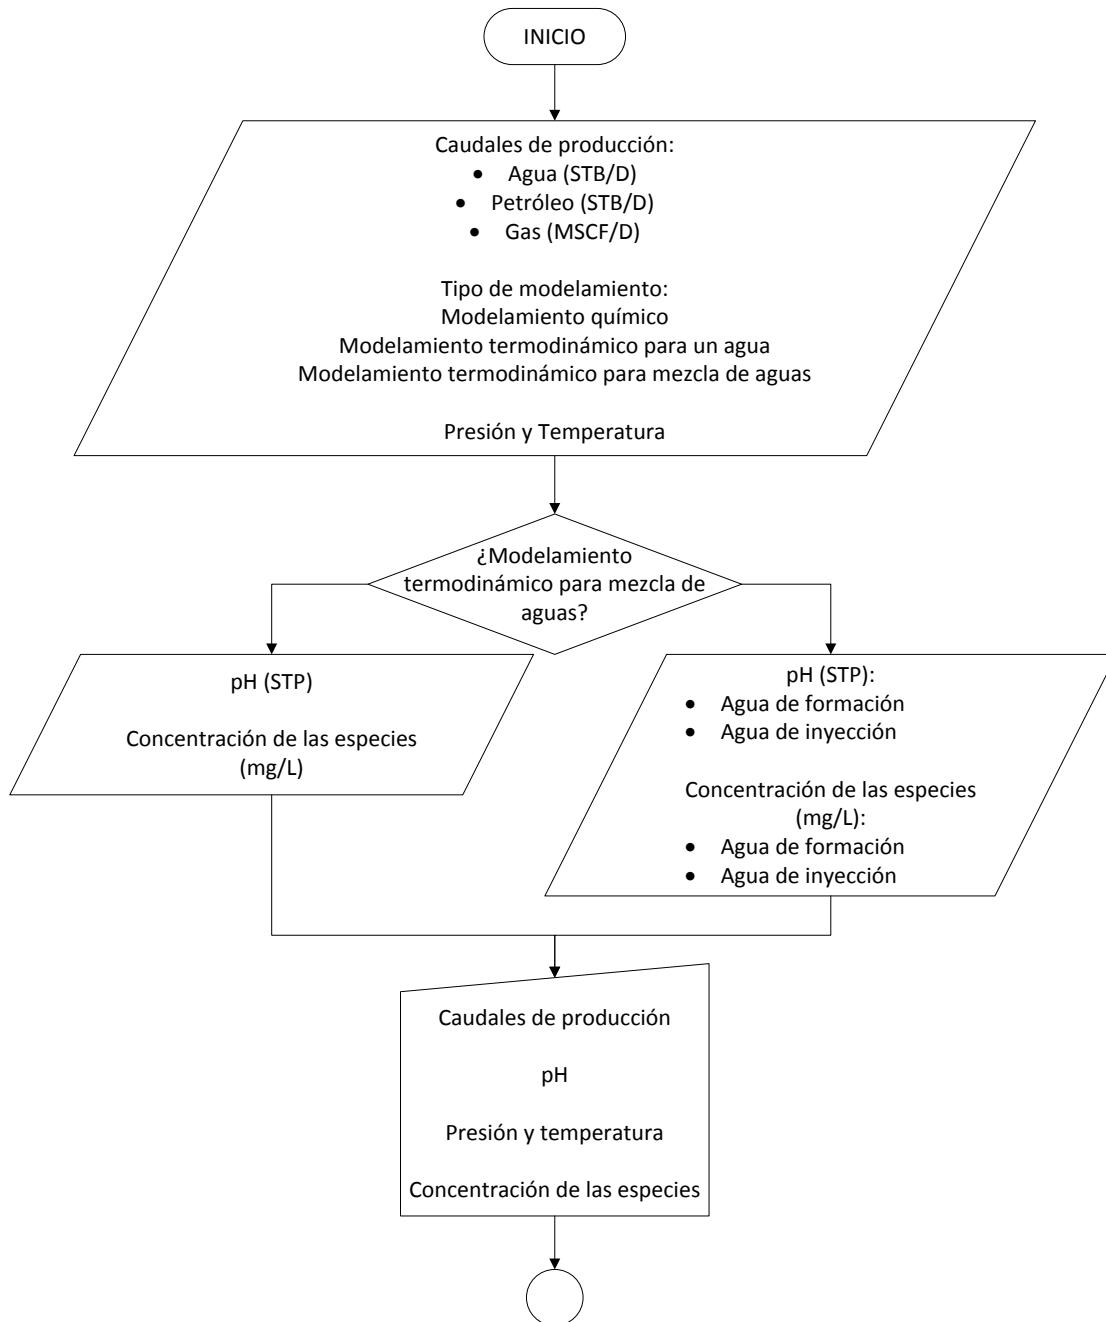 INICIO
Caudales de producción:
• Agua (STB/D)
• Petróleo (STB/D)
• Gas (MSCF/D)
Tipo de modelamiento:
Modelamiento químico
Modelamiento termodinámico para un agua
Modelamiento termodinámico para mezcla de aguas
Presión y Temperatura
¿Modelamiento
termodinámico para mezcla de
aguas?
pH (STP)
Concentración de las especies
(mg/L)
pH (STP):
• Agua de formación
• Agua de inyección
Concentración de las especies
(mg/L):
• Agua de formación
• Agua de inyección
Caudales de producción
pH
Presión y temperatura
Concentración de las especies